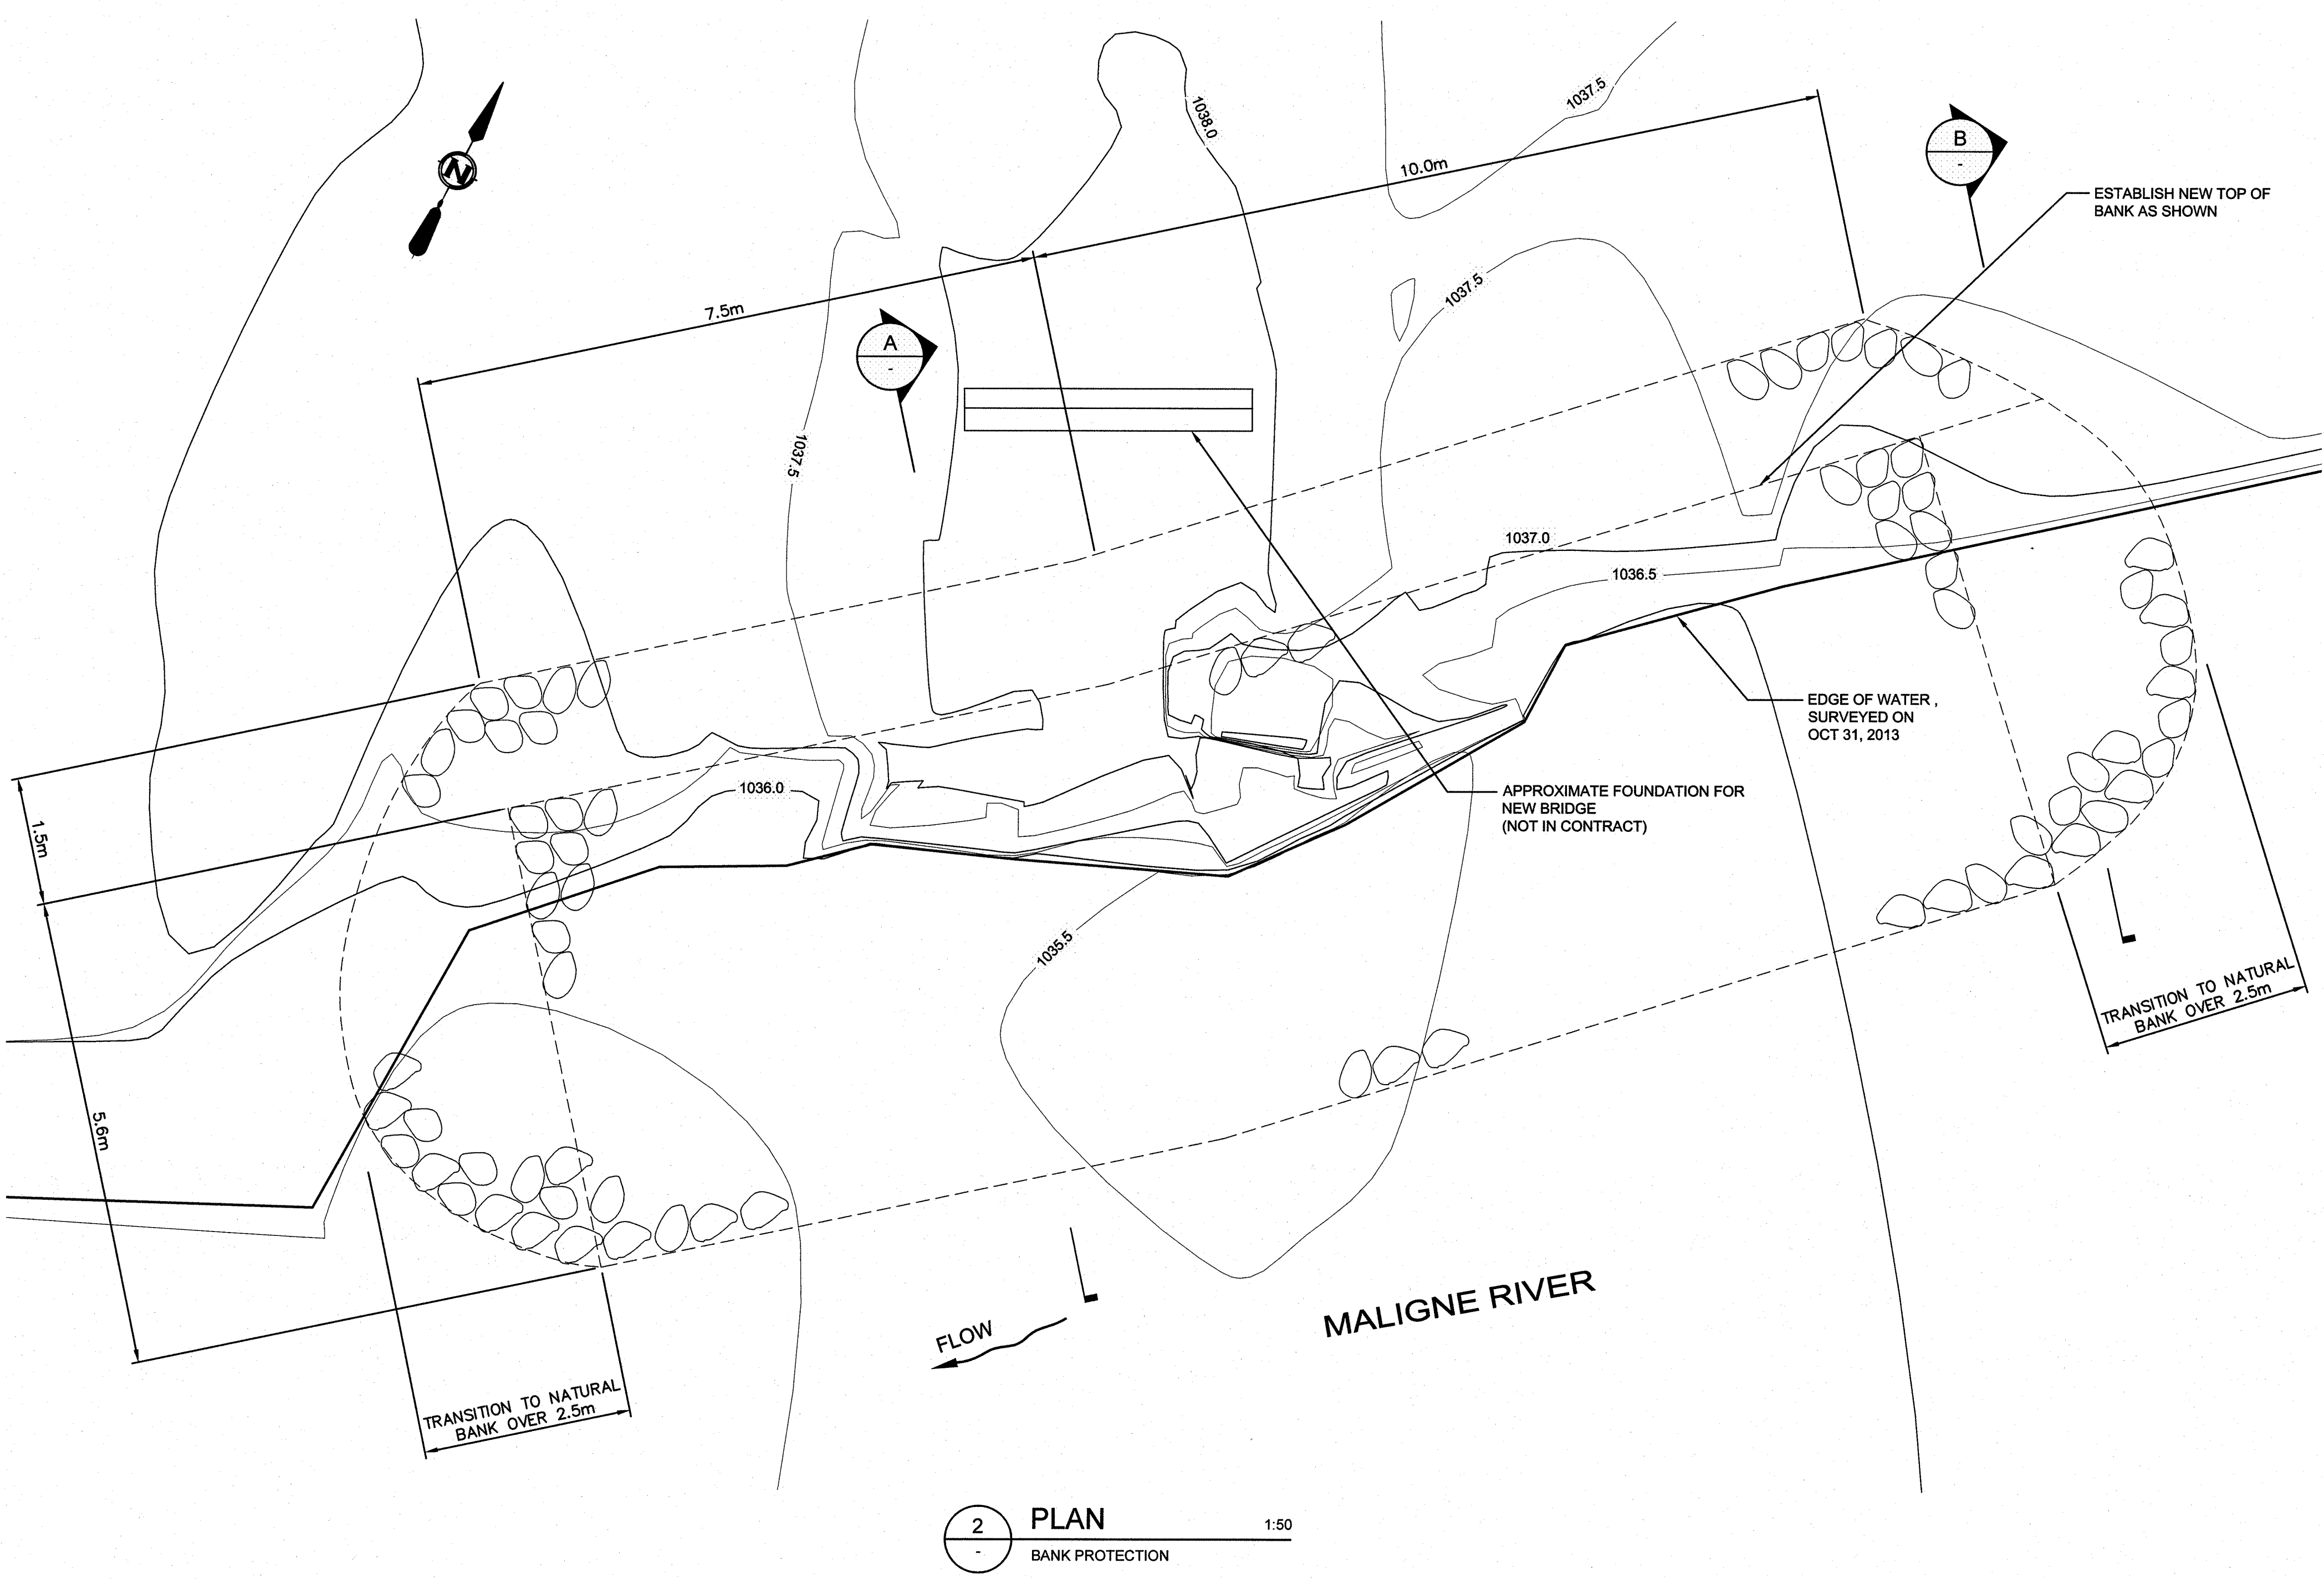 1038.0
1037.5
10.0m
B
-
ESTABLISH NEW TOP OF
BANK AS SHOWN
N
7.5m
A
-
1037.5
1037.5
1037.0
1036.5
EDGE OF WATER ,
SURVEYED ON
OCT 31, 2013
APPROXIMATE FOUNDATION FOR
NEW BRIDGE
(NOT IN CONTRACT)
1036.0
1.5m
1035.5
5.6m
TRANSITION TO NATURAL
BANK OVER 2.5m
MALIGNE RIVER
FLOW
TRANSITION TO NATURAL
BANK OVER 2.5m
2
-
PLAN
1:50
BANK PROTECTION